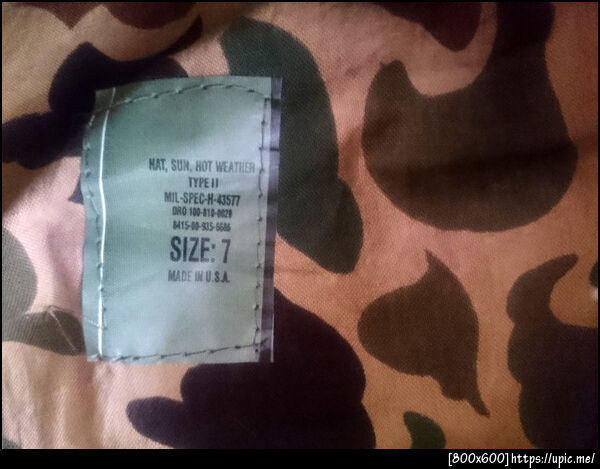 HAT, SUN, HOT WEATHER
TYPE II
MIL-SPEC-H-43577
DRO 100-810-0029
8415-00-935-6686
SIZE: 7
MADE IN U.S.A.
[800x600]https://upic.me/